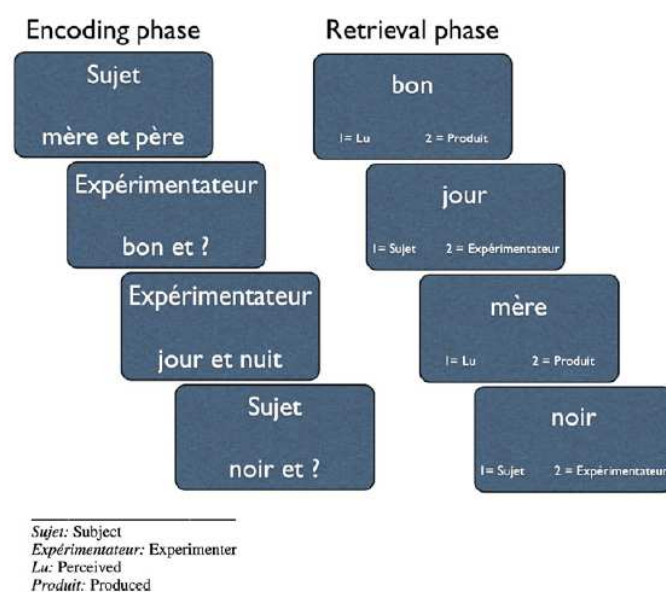 Encoding phase
Sujet
mère et père
Expérimentateur
bon et ?
Expérimentateur
jour et nuit
Sujet
noir et ?
Retrieval phase
bon
1= Lu 2 = Produit
jour
1= Sujet 2 = Expérimentateur
mère
1= Lu 2 = Produit
noir
1= Sujet 2 = Expérimentateur
Sujet: Subject
Expérimentateur: Experimenter
Lu: Perceived
Produit: Produced